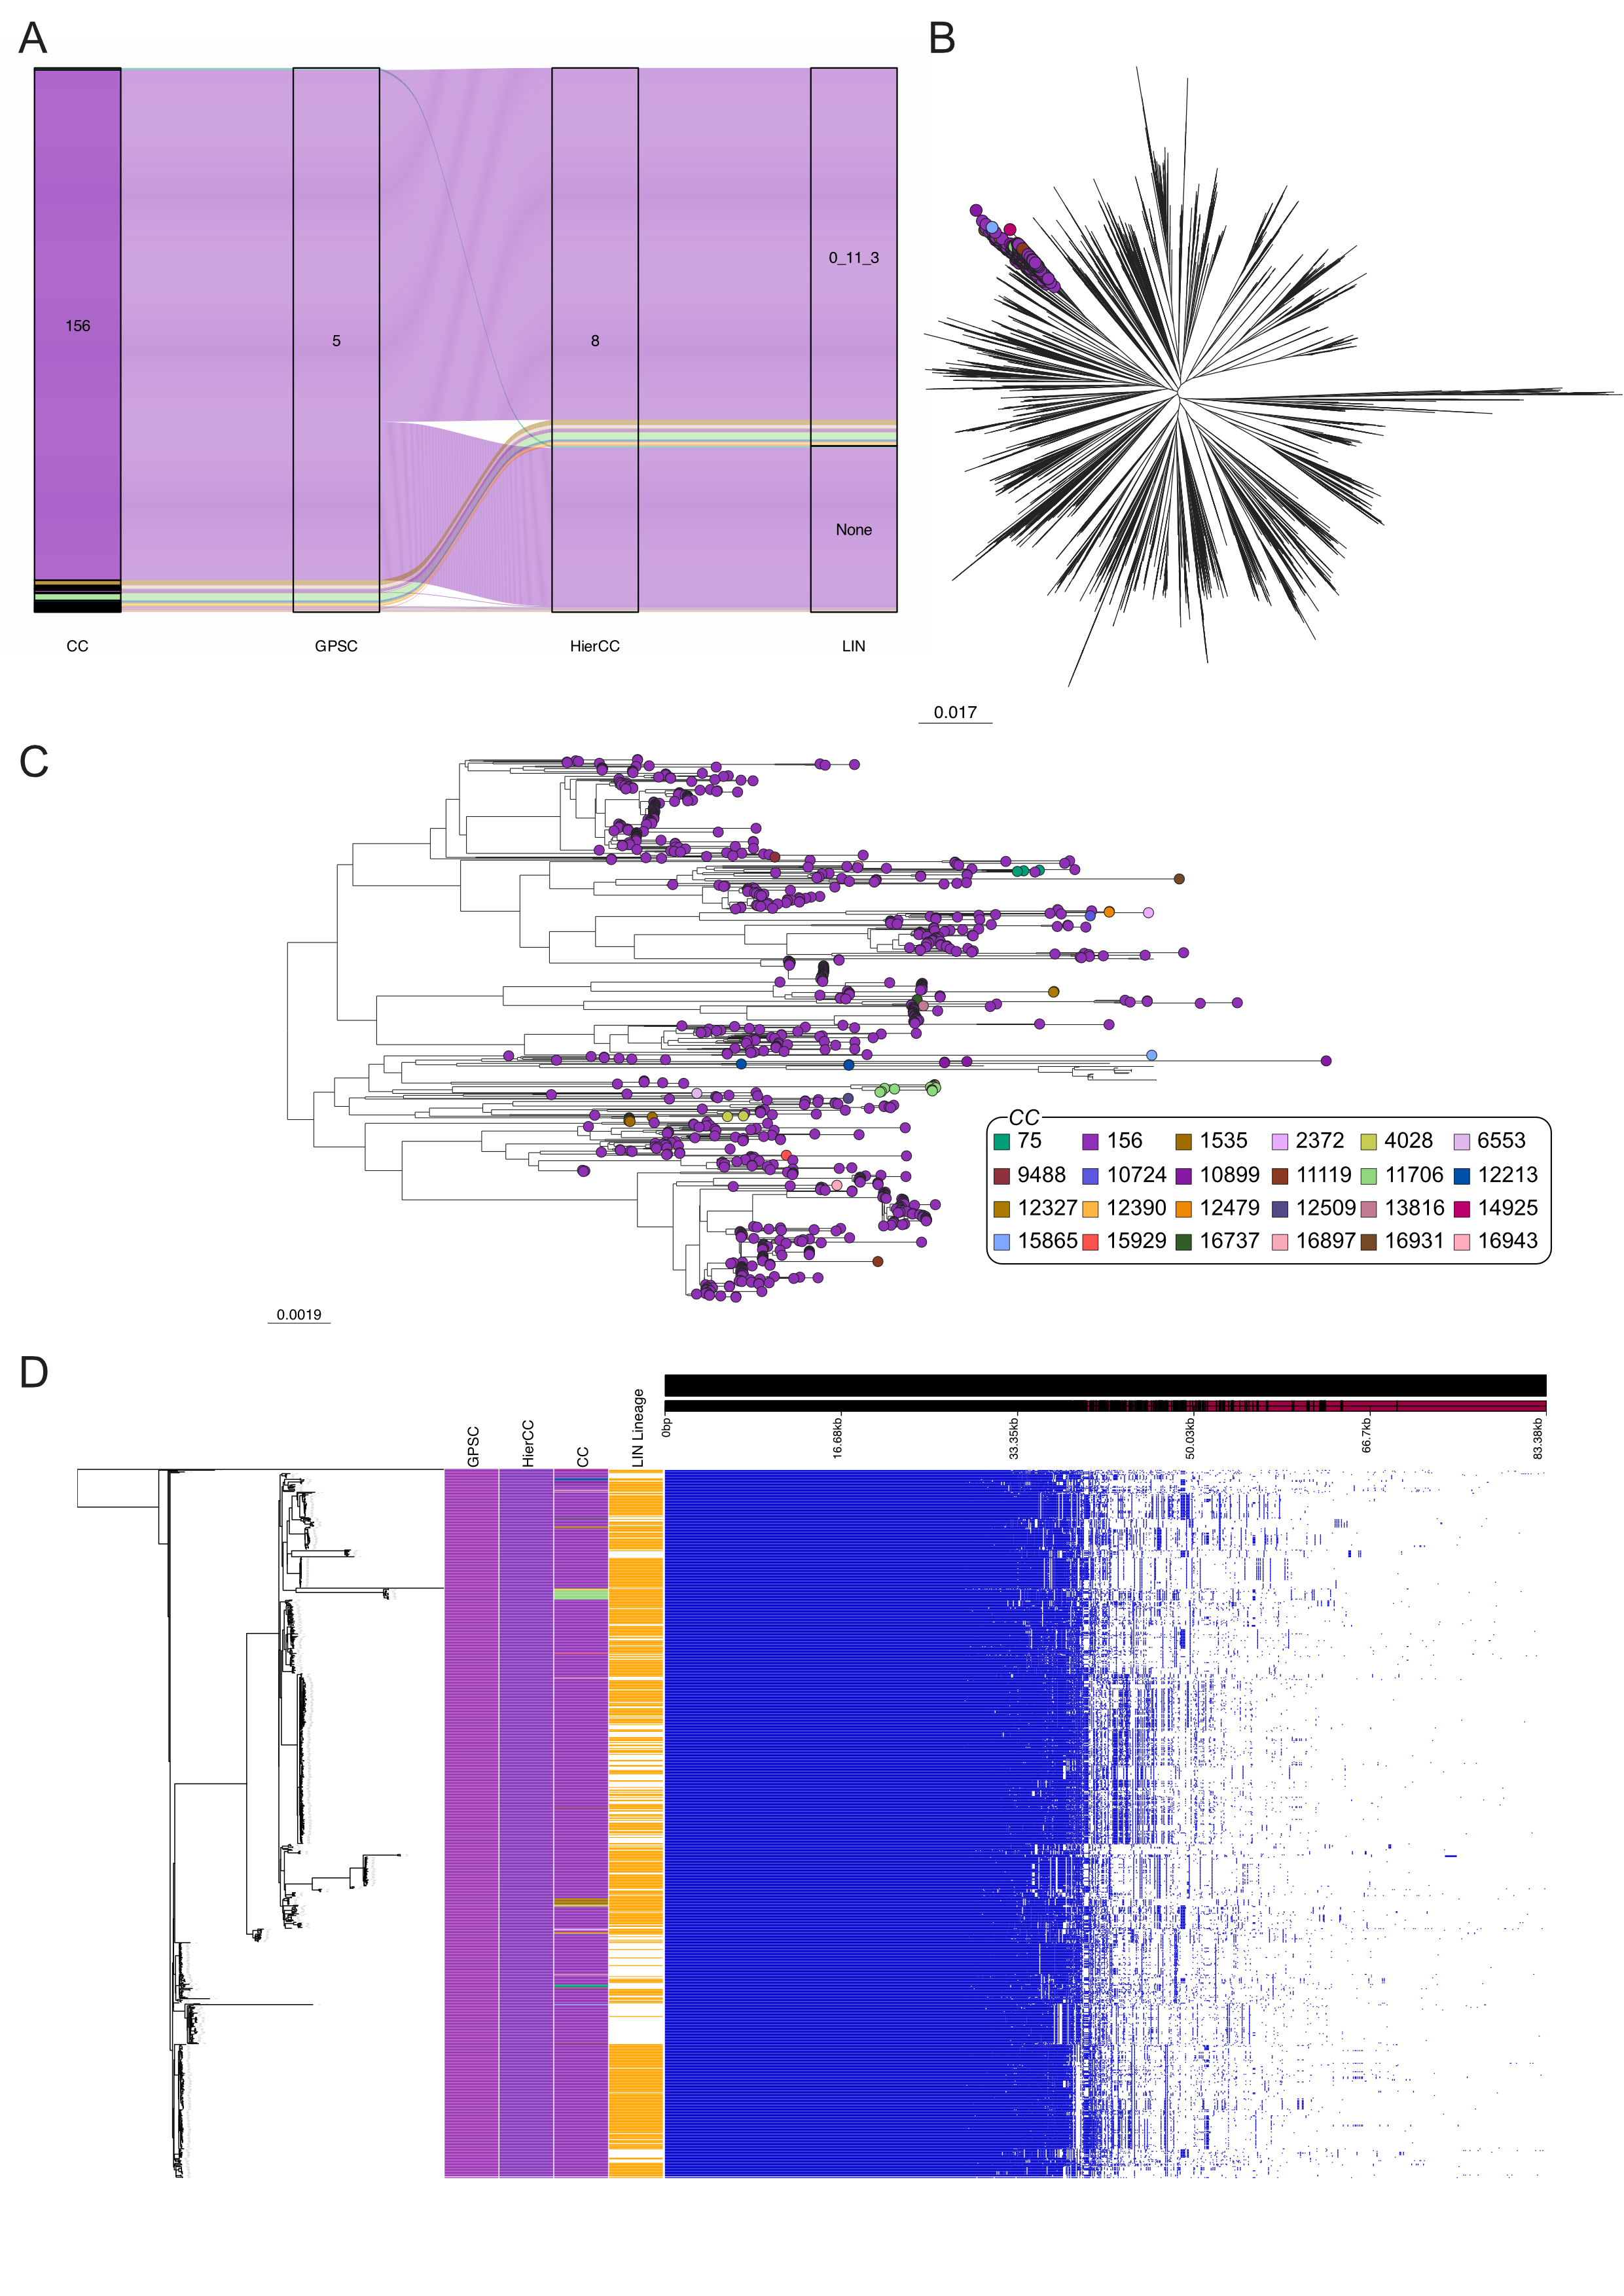 A
B
0_11_3
156
5
8
None
CC
GPSC
HierCC
LIN
0.017
C
CC
75
156
1535
2372
4028
6553
9488
10724
10899
11119
11706
12213
12327
12390
12479
12509
13816
14925
15865
15929
16737
16897
16931
16943
0.0019
D
GPSC
HierCC
CC
LIN Lineage
0bp
16.68kb
33.35kb
50.03kb
66.7kb
83.38kb